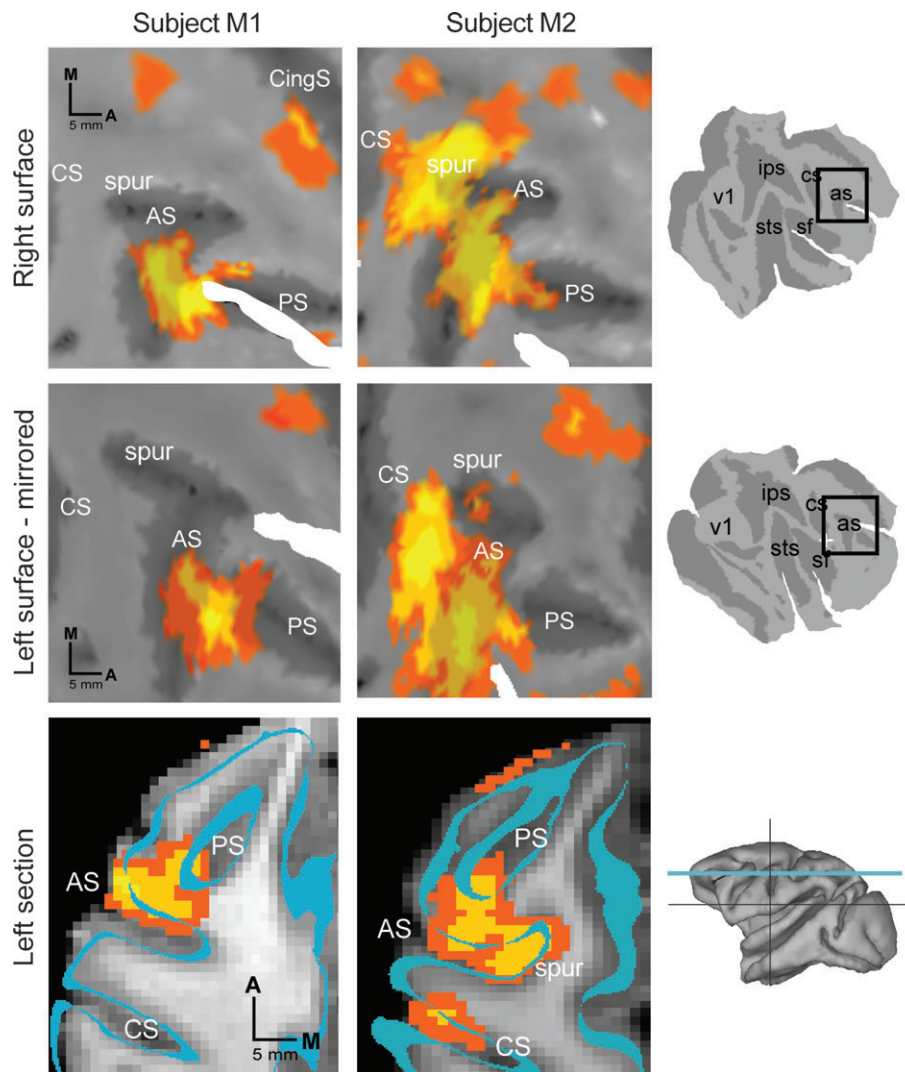 Subject M1
Subject M2
Right surface
M
A
5 mm
CingS
CS
spur
AS
PS
CS
spur
AS
PS
ips
cs
v1
as
sts
sf
Left surface - mirrored
spur
CS
AS
PS
M
A
5 mm
spur
CS
AS
PS
ips
cs
v1
as
sts
sf
Left section
PS
AS
A
M
5 mm
CS
PS
AS
spur
CS